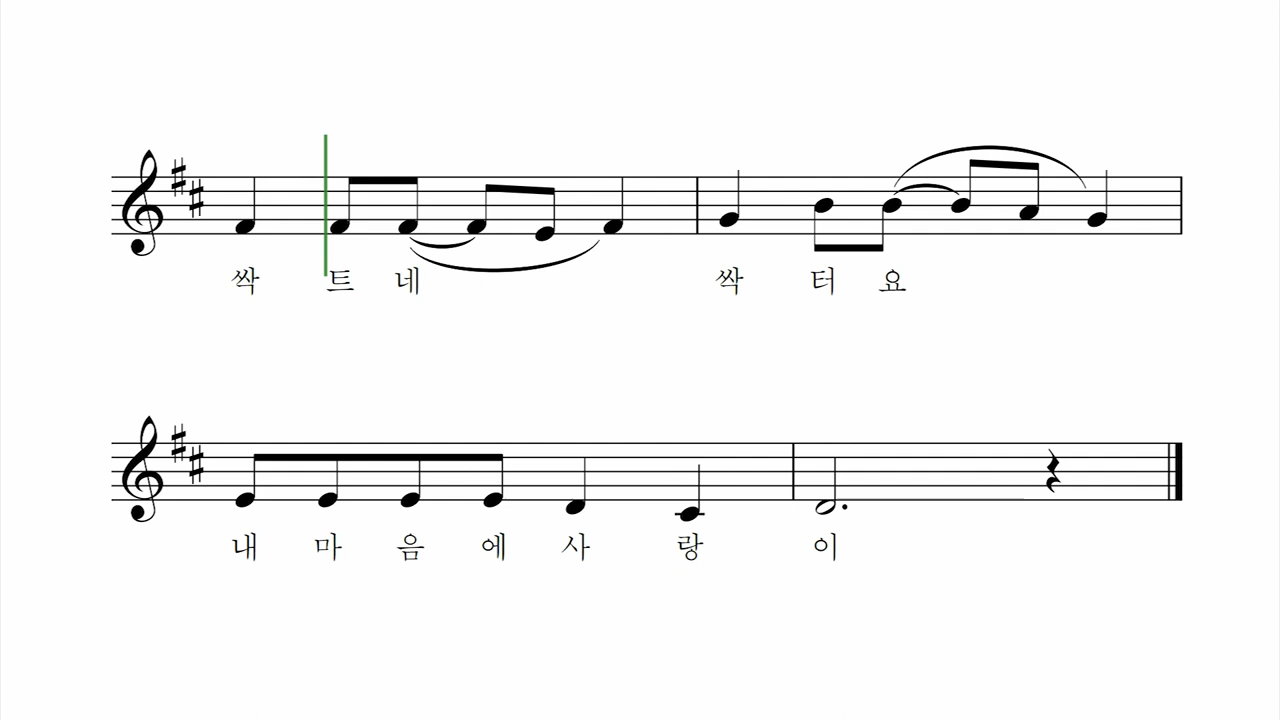 싹 트 네 싹 터 요
내 마 음 에 사 랑 이